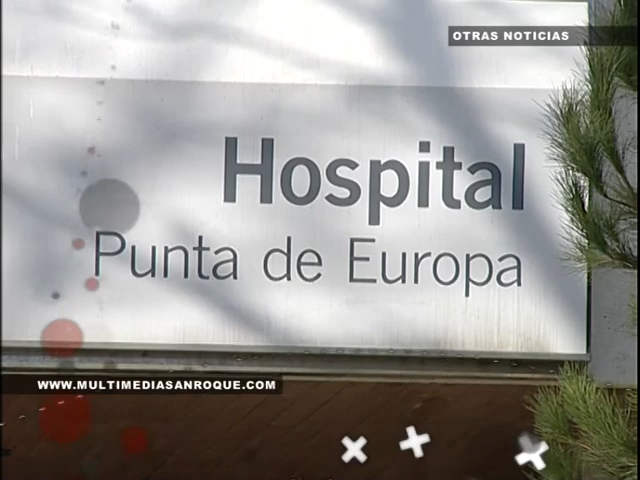 OTRAS NOTICIAS
Hospital
Punta de Europa
WWW.MULTIMEDIASANROQUE.COM